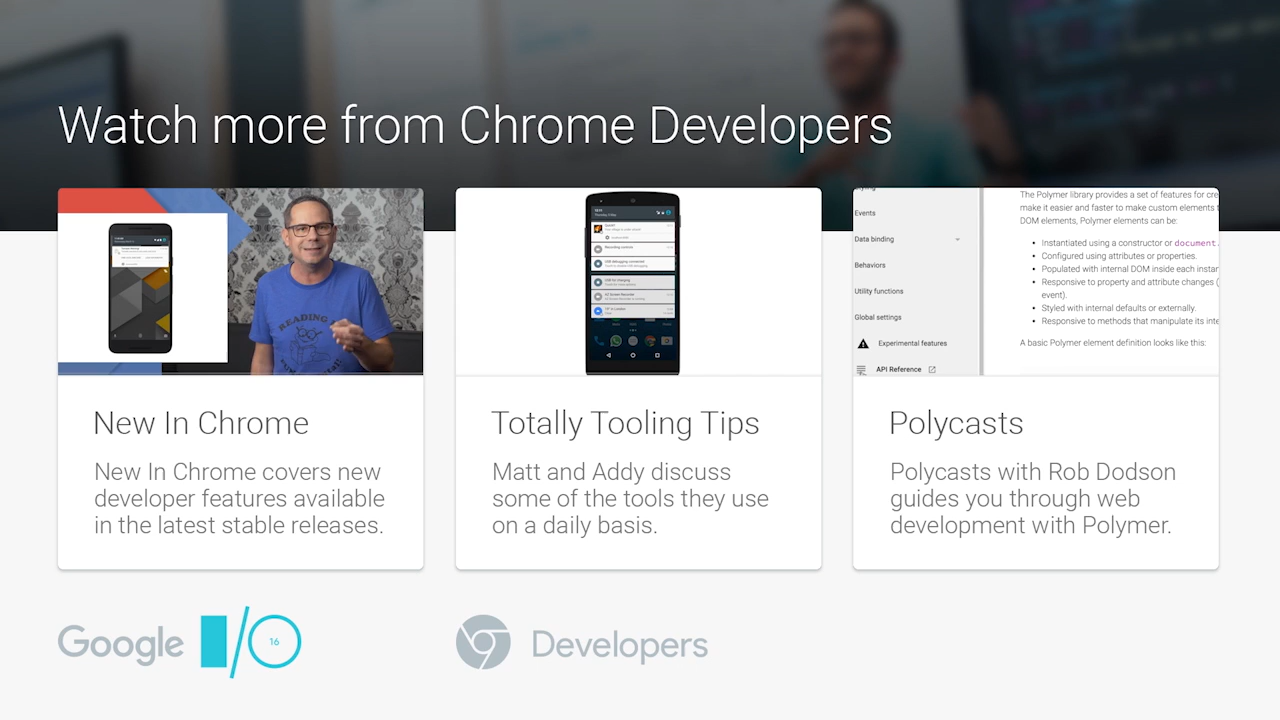 Watch more from Chrome Developers
READING
New In Chrome
New In Chrome covers new
developer features available
in the latest stable releases.
Totally Tooling Tips
Matt and Addy discuss
some of the tools they use
on a daily basis.
Events
Data binding
Behaviors
Utility functions
Global settings
Experimental features
API Reference
The Polymer library provides a set of features for cre
make it easier and faster to make custom elements
DOM elements, Polymer elements can be:
Instantiated using a constructor or document.
Configured using attributes or properties.
Populated with internal DOM inside each instan
Responsive to property and attribute changes (
event).
Styled with internal defaults or externally.
Responsive to methods that manipulate its inte
A basic Polymer element definition looks like this:
Polycasts
Polycasts with Rob Dodson
guides you through web
development with Polymer.
Google I/O 16
Developers